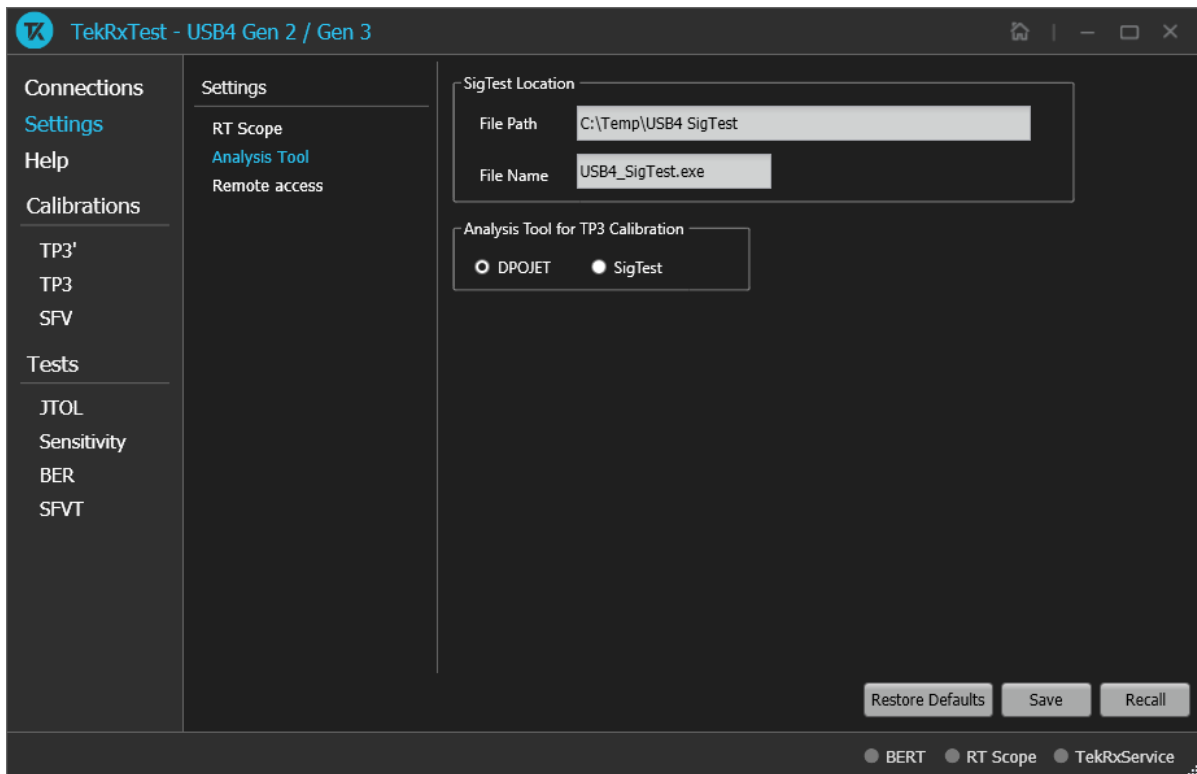 TK TekRxTest - USB4 Gen 2 / Gen 3
Connections
Settings
Help
Calibrations
TP3'
TP3
SFV
Tests
JTOL
Sensitivity
BER
SFVT
Settings
RT Scope
Analysis Tool
Remote access
SigTest Location
File Path C:\Temp\USB4 SigTest
File Name USB4_SigTest.exe
Analysis Tool for TP3 Calibration
DPOJET SigTest
Restore Defaults Save Recall
BERT RT Scope TekRxService